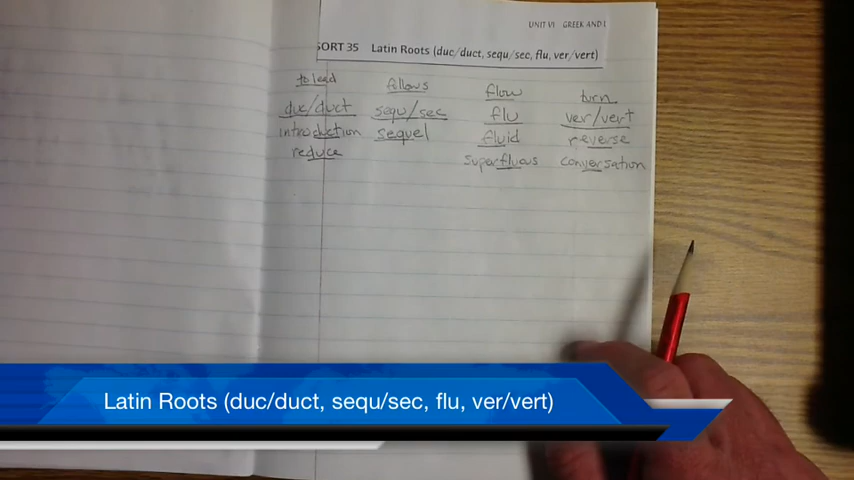 UNIT VI GREEK AND
SORT 35 Latin Roots (duc/duct, sequ/sec, flu, ver/vert)
to lead follows flow turn
duc/duct sequ/sec flu ver/vert
introduction sequel fluid reverse
reduce superfluous conversation
Latin Roots (duc/duct, sequ/sec, flu, ver/vert)